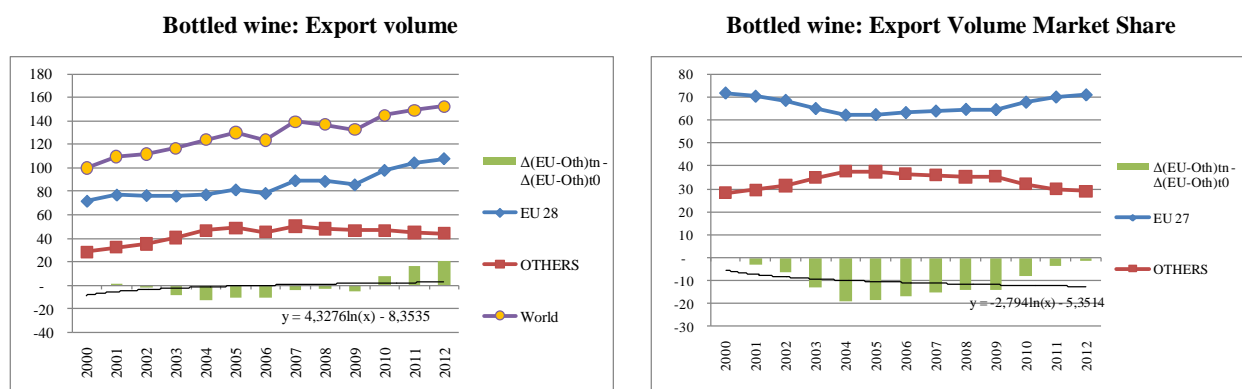 Bottled wine: Export volume
180
160
140
120
100
80
60
40
20
-
-20
-40
y = 4,3276ln(x) - 8,3535
2000 2001 2002 2003 2004 2005 2006 2007 2008 2009 2010 2011 2012
Δ(EU-Oth)tn -
Δ(EU-Oth)t0
EU 28
OTHERS
World
Bottled wine: Export Volume Market Share
80
70
60
50
40
30
20
10
-
-10
-20
-30
y = -2,794ln(x) - 5,3514
2000 2001 2002 2003 2004 2005 2006 2007 2008 2009 2010 2011 2012
Δ(EU-Oth)tn -
Δ(EU-Oth)t0
EU 27
OTHERS